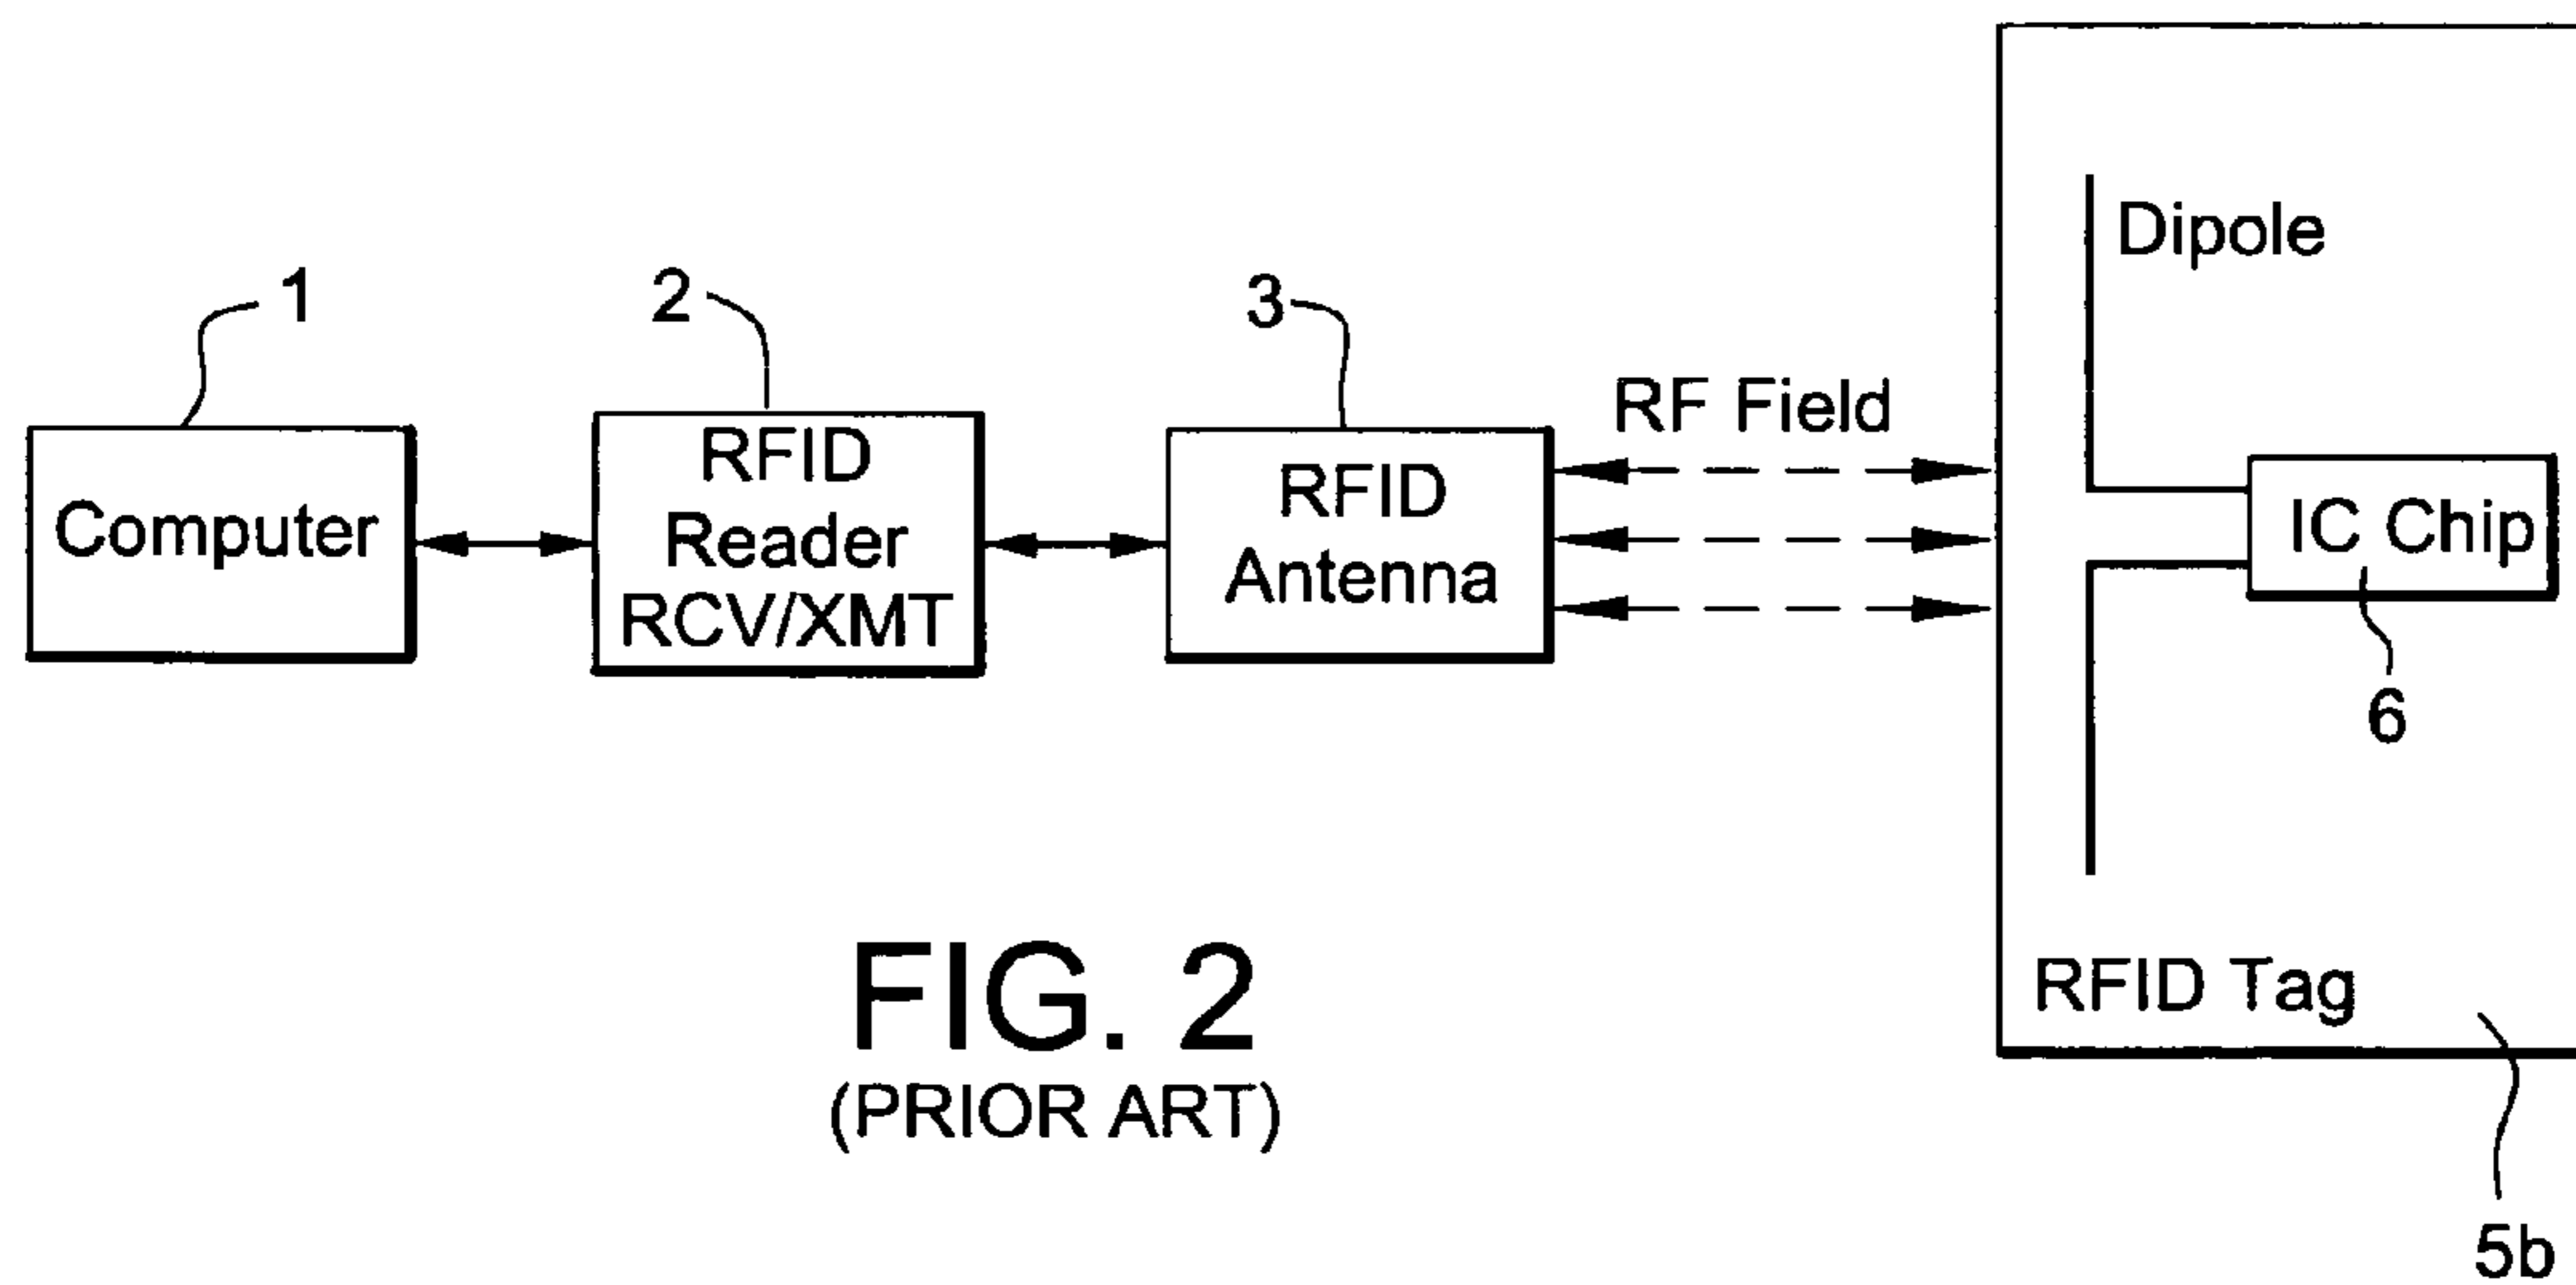 1
2
3
Computer
RFID
Reader
RCV/XMT
RFID
Antenna
RF Field
Dipole
IC Chip
6
RFID Tag
5b
FIG. 2
(PRIOR ART)